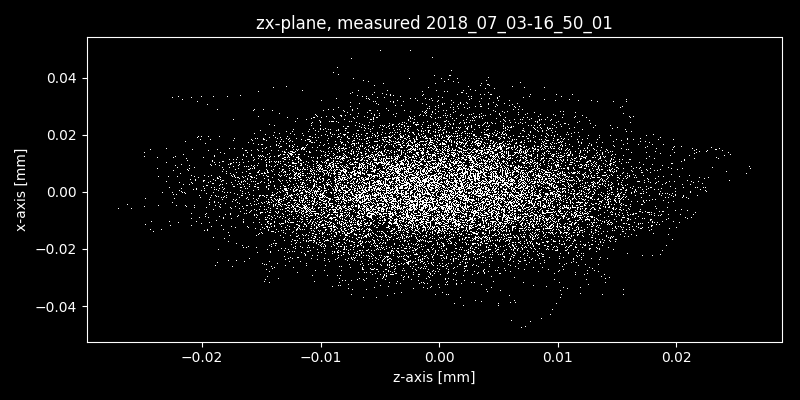 zx-plane, measured 2018_07_03-16_50_01
0.04
0.02
0.00
−0.02
−0.04
x-axis [mm]
−0.02 −0.01 0.00 0.01 0.02
z-axis [mm]